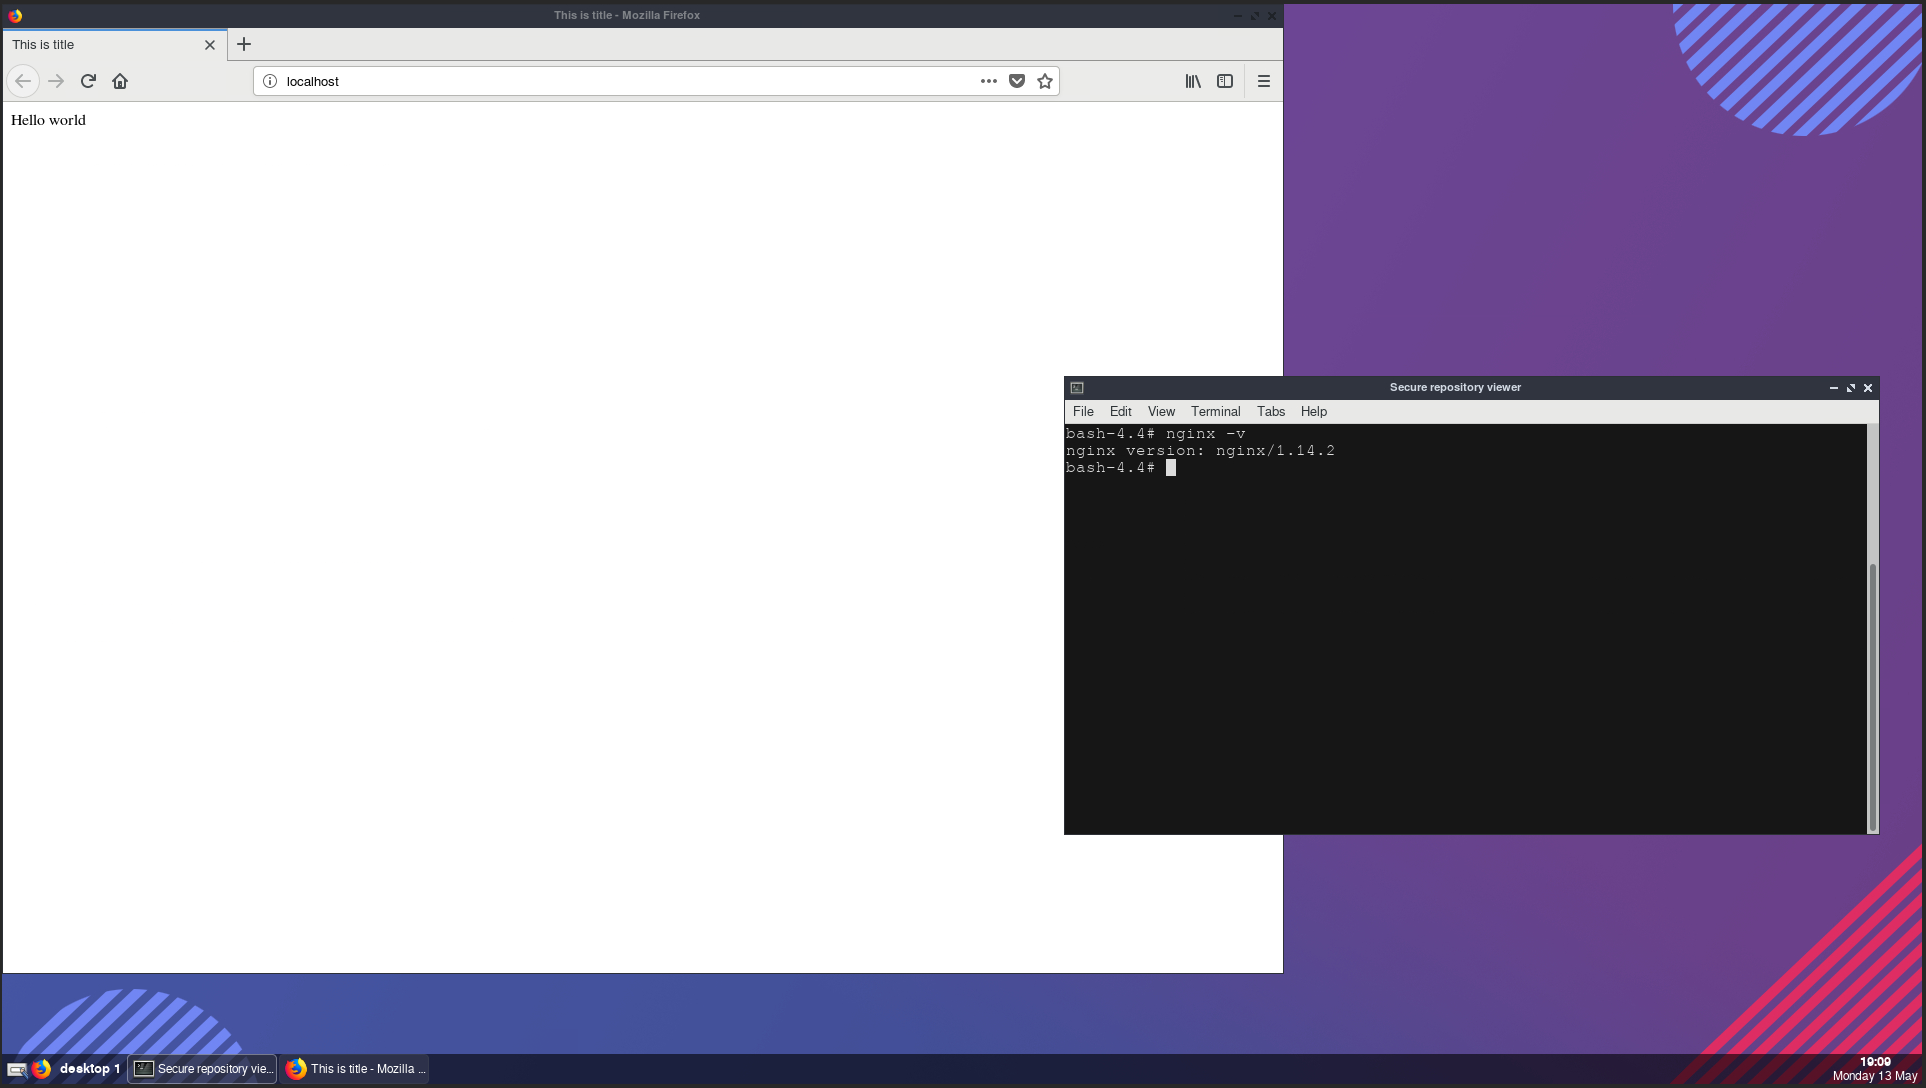 This is title - Mozilla Firefox
This is title
localhost
Hello world
Secure repository viewer
File Edit View Terminal Tabs Help
bash-4.4# nginx -v
nginx version: nginx/1.14.2
bash-4.4#
desktop 1
Secure repository vie...
This is title - Mozilla ...
19:09
Monday 13 May